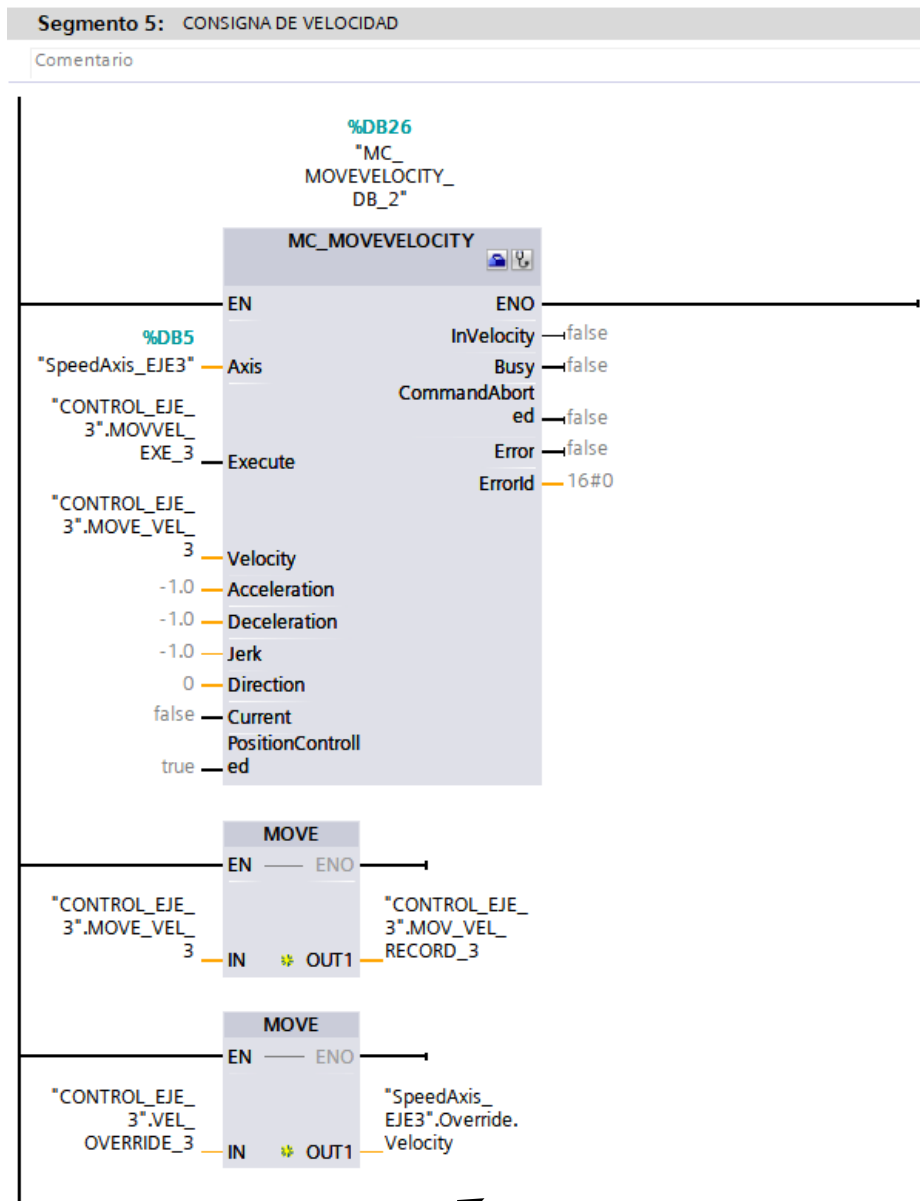 Segmento 5: CONSIGNA DE VELOCIDAD
Comentario
%DB26
"MC_
MOVEVELOCITY_
DB_2"
MC_MOVEVELOCITY
EN ENO
InVelocity false
%DB5
"SpeedAxis_EJE3" Axis
Busy false
CommandAbort
ed false
"CONTROL_EJE_
3".MOVVEL_
EXE_3 Execute
Error false
ErrorId 16#0
"CONTROL_EJE_
3".MOVE_VEL_
3 Velocity
-1.0 Acceleration
-1.0 Deceleration
-1.0 Jerk
0 Direction
false Current
PositionControll
true ed
MOVE
EN ENO
"CONTROL_EJE_
3".MOVE_VEL_
3 IN
OUT1 "CONTROL_EJE_
3".MOV_VEL_
RECORD_3
MOVE
EN ENO
"CONTROL_EJE_
3".VEL_
OVERRIDE_3 IN
OUT1 "SpeedAxis_
EJE3".Override.
Velocity